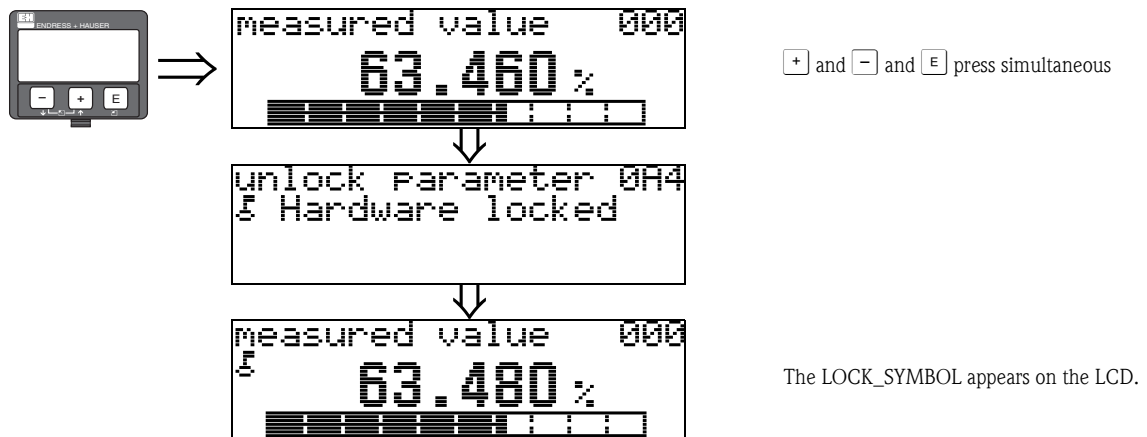 E+H
ENDRESS + HAUSER
- + E
measured value 000
63.460 %
+ and - and E press simultaneous
unlock parameter 0A4
Hardware locked
measured value 000
63.480 %
The LOCK_SYMBOL appears on the LCD.